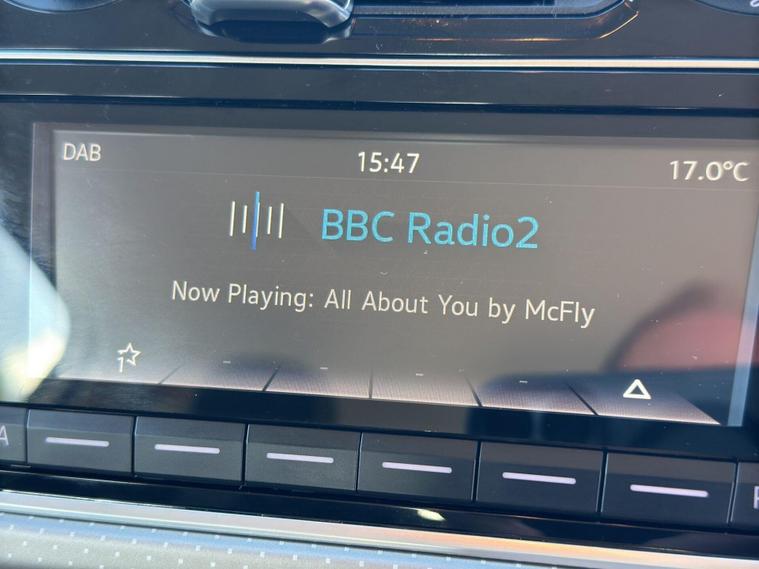 DAB 15:47 17.0°C
BBC Radio2
Now Playing: All About You by McFly
1
A